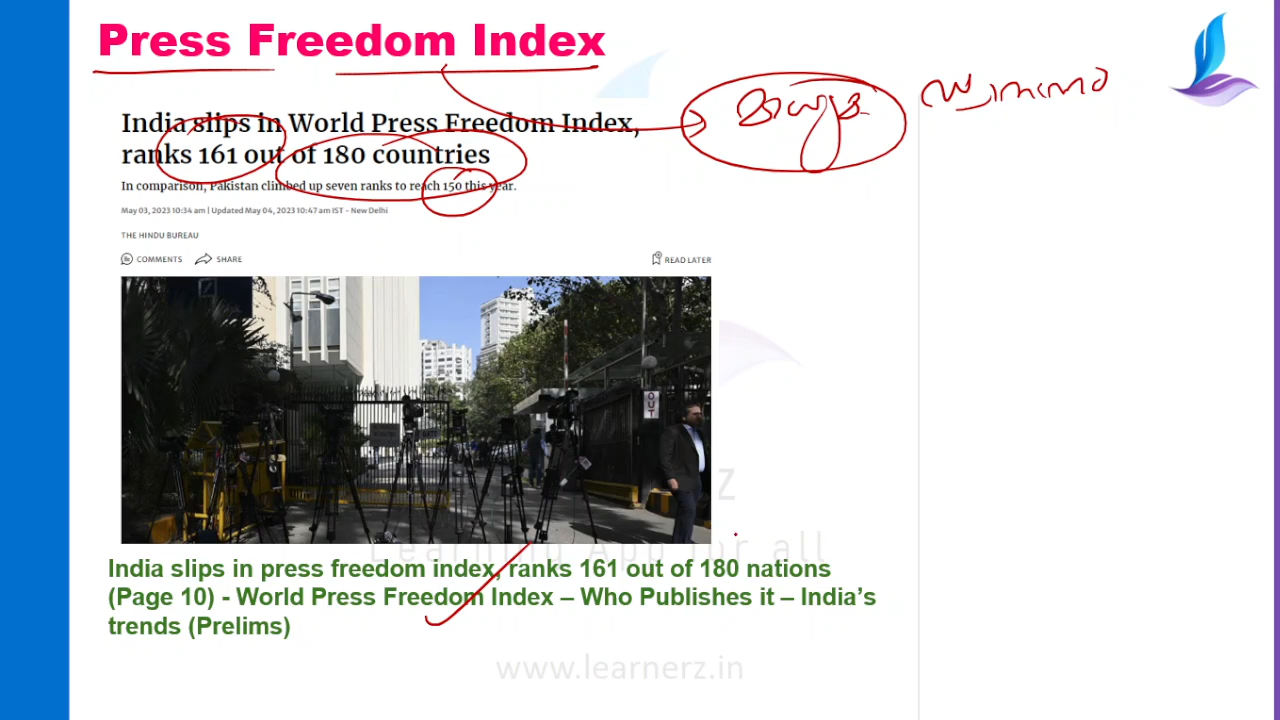 Press Freedom Index
India slips in World Press Freedom Index,
ranks 161 out of 180 countries
In comparison, Pakistan climbed up seven ranks to reach 150 this year.
May 03, 2023 10:34 am | Updated May 04, 2023 10:47 am IST - New Delhi
THE HINDU BUREAU
COMMENTS SHARE READ LATER
OUT
Learning App for all
India slips in press freedom index, ranks 161 out of 180 nations
(Page 10) - World Press Freedom Index – Who Publishes it – India’s
trends (Prelims)
www.learnerz.in